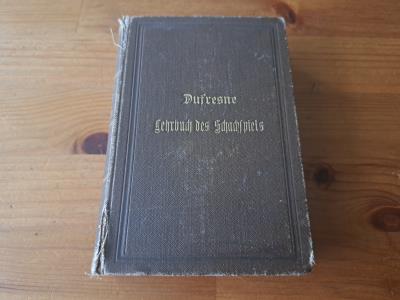 Dufresne
Lehrbuch des Schachspiels